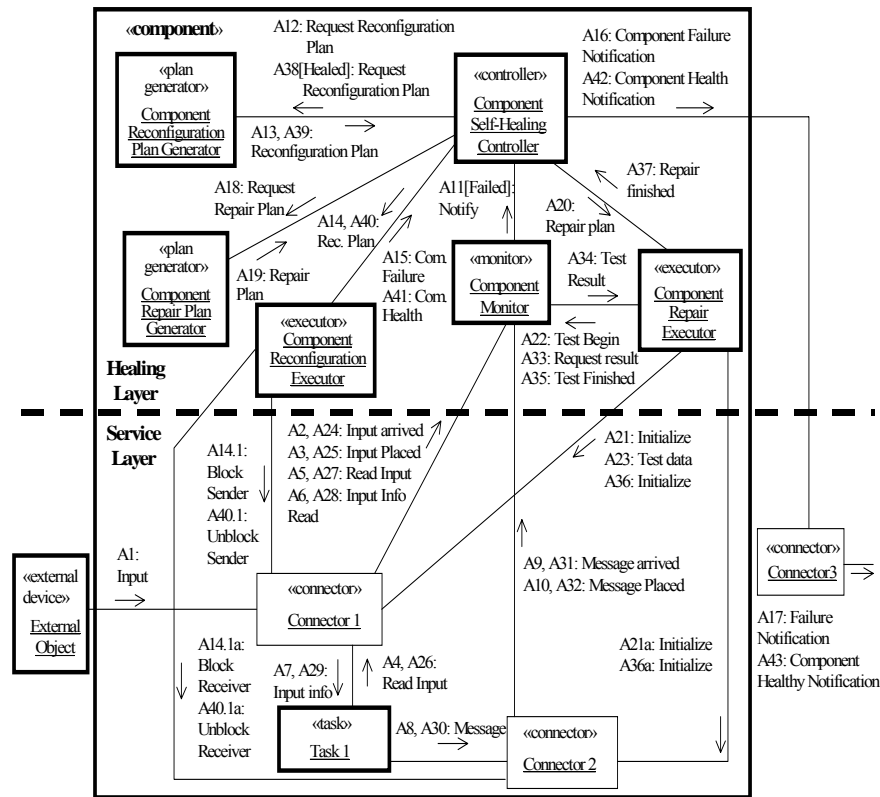 «component»
A12: Request Reconfiguration
Plan
A38[Healed]: Request
Reconfiguration Plan
A16: Component Failure
Notification
A42: Component Health
Notification
«plan
generator»
Component
Reconfiguration
Plan Generator
A13, A39:
Reconfiguration Plan
«controller»
Component
Self-Healing
Controller
A18: Request
Repair Plan
A14, A40:
Rec. Plan
A11[Failed]:
Notify
A37: Repair
finished
A20:
Repair plan
«plan
generator»
Component
Repair Plan
Generator
A19: Repair
Plan
A15: Com.
Failure
A41: Com.
Health
«monitor»
Component
Monitor
A34: Test
Result
«executor»
Component
Repair
Executor
«executor»
Component
Reconfiguration
Executor
A22: Test Begin
A33: Request result
A35: Test Finished
Healing
Layer
Service
Layer
A14.1:
Block
Sender
A40.1:
Unblock
Sender
A2, A24: Input arrived
A3, A25: Input Placed
A5, A27: Read Input
A6, A28: Input Info
Read
A21: Initialize
A23: Test data
A36: Initialize
A1:
Input
«external
device»
External
Object
«connector»
Connector 1
A9, A31: Message arrived
A10, A32: Message Placed
«connector»
Connector3
A17: Failure
Notification
A43: Component
Healthy Notification
A14.1a:
Block
Receiver
A40.1a:
Unblock
Receiver
A7, A29:
Input info
A4, A26:
Read Input
A21a: Initialize
A36a: Initialize
«task»
Task 1
A8, A30: Message
«connector»
Connector 2